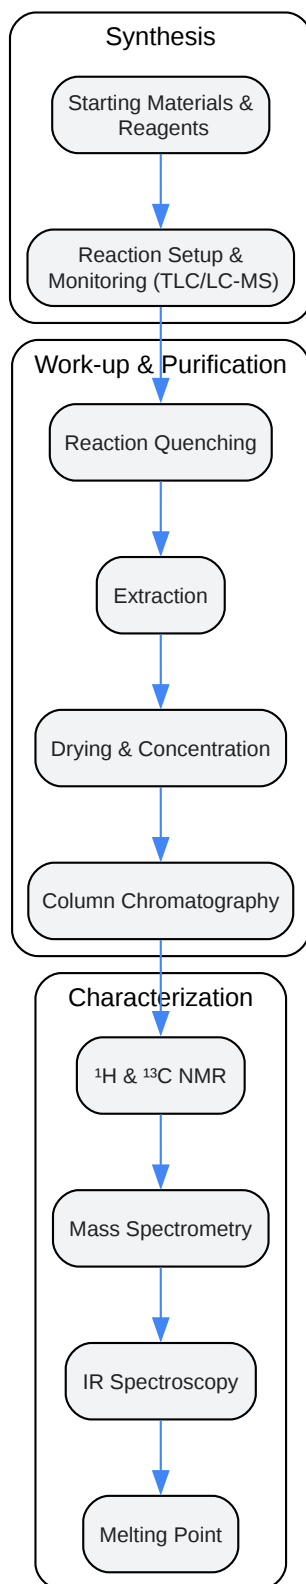 Synthesis
Starting Materials &
Reagents
Reaction Setup &
Monitoring (TLC/LC-MS)
Work-up & Purification
Reaction Quenching
Extraction
Drying & Concentration
Column Chromatography
Characterization
¹H & ¹³C NMR
Mass Spectrometry
IR Spectroscopy
Melting Point